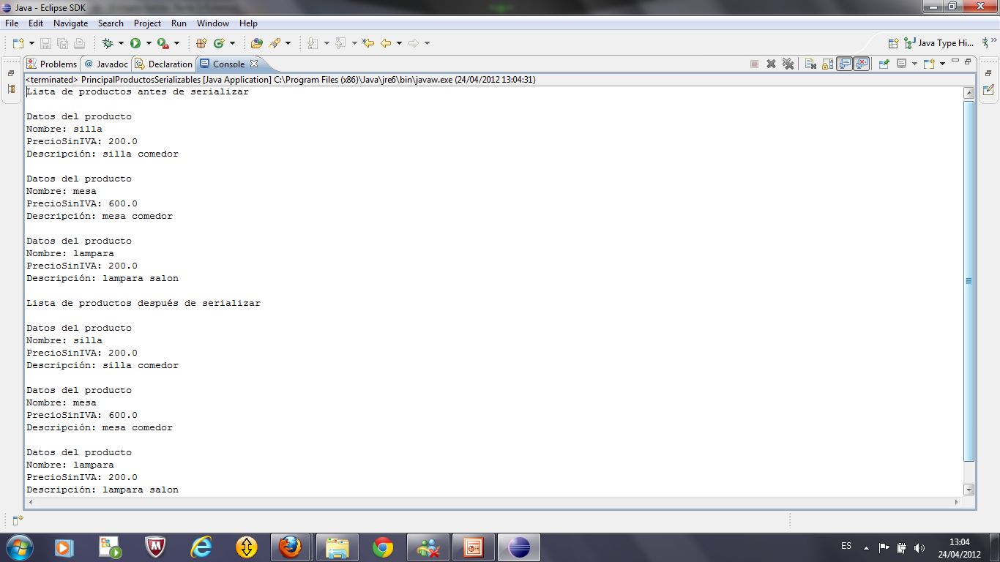 Java - Eclipse SDK
File Edit Navigate Search Project Run Window Help
Java Type Hi...
Problems @ Javadoc Declaration Console
<terminated> PrincipalProductosSerializables [Java Application] C:\Program Files (x86)\Java\jre6\bin\javaw.exe (24/04/2012 13:04:31)
Lista de productos antes de serializar
Datos del producto
Nombre: silla
PrecioSinIVA: 200.0
Descripción: silla comedor
Datos del producto
Nombre: mesa
PrecioSinIVA: 600.0
Descripción: mesa comedor
Datos del producto
Nombre: lampara
PrecioSinIVA: 200.0
Descripción: lampara salon
Lista de productos después de serializar
Datos del producto
Nombre: silla
PrecioSinIVA: 200.0
Descripción: silla comedor
Datos del producto
Nombre: mesa
PrecioSinIVA: 600.0
Descripción: mesa comedor
Datos del producto
Nombre: lampara
PrecioSinIVA: 200.0
Descripción: lampara salon
ES
13:04
24/04/2012